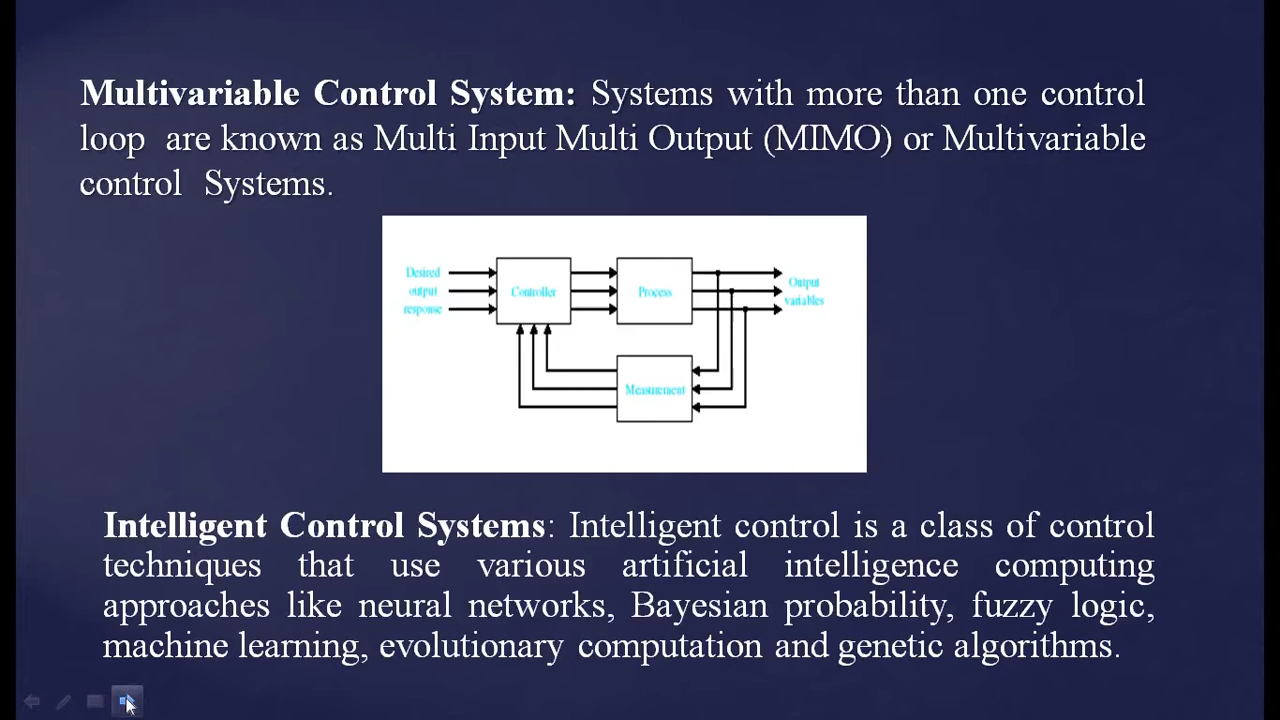 Multivariable Control System: Systems with more than one control
loop are known as Multi Input Multi Output (MIMO) or Multivariable
control Systems.
Desired
output
response
Controller
Process
Output
variables
Measurement
Intelligent Control Systems: Intelligent control is a class of control
techniques that use various artificial intelligence computing
approaches like neural networks, Bayesian probability, fuzzy logic,
machine learning, evolutionary computation and genetic algorithms.